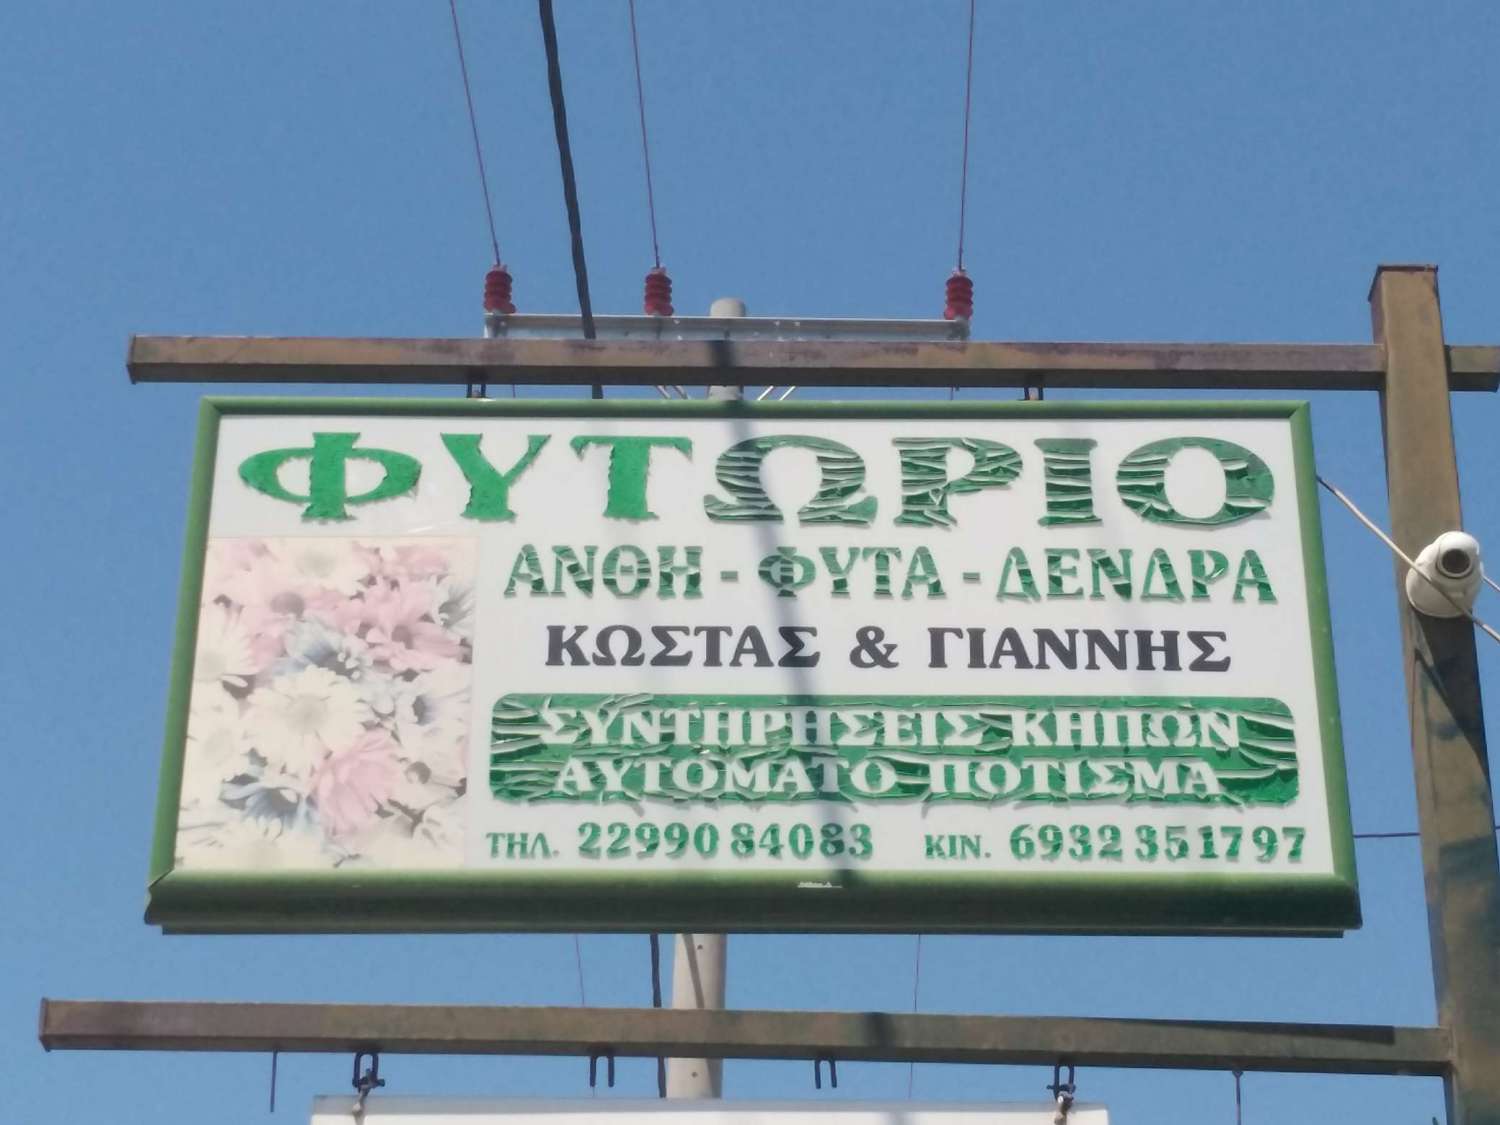 ΦΥΤΩΡΙΟ
ΑΝΘΗ - ΦΥΤΑ - ΔΕΝΔΡΑ
ΚΩΣΤΑΣ & ΓΙΑΝΝΗΣ
ΣΥΝΤΗΡΗΣΕΙΣ ΚΗΠΩΝ
ΑΥΤΟΜΑΤΟ ΠΟΤΙΣΜΑ
ΤΗΛ. 22990 84083 ΚΙΝ. 6932 351797